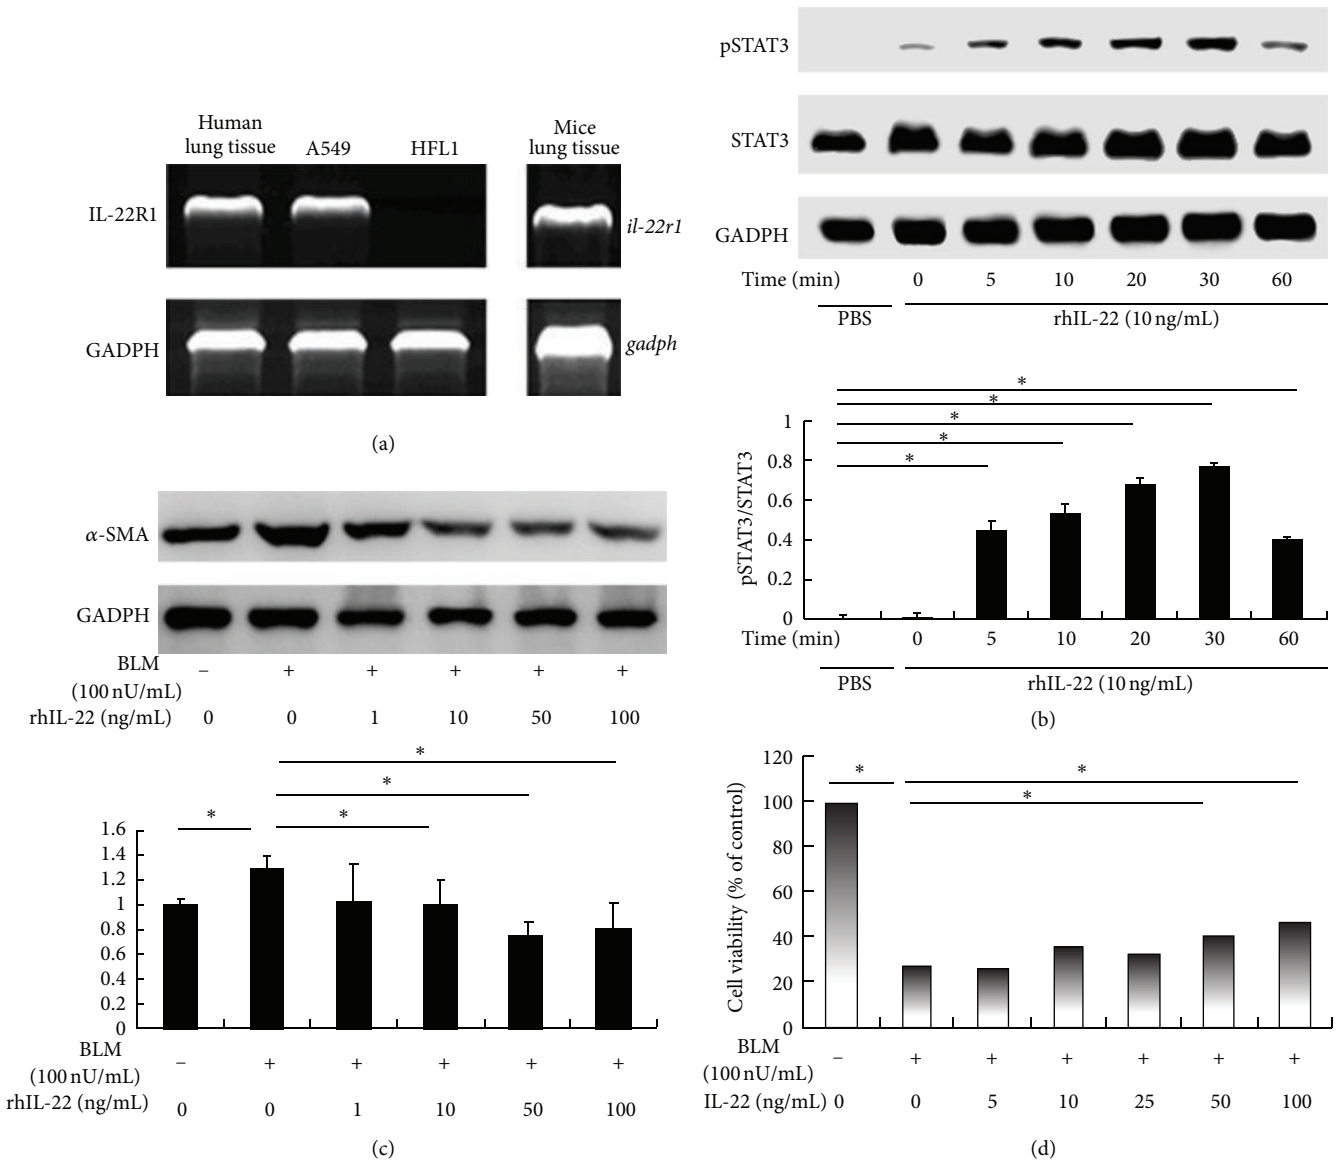 Human
lung tissue
A549
HFL1
Mice
lung tissue
IL-22R1
il-22r1
GADPH
gadph
(a)
pSTAT3
STAT3
GADPH
Time (min) 0 5 10 20 30 60
PBS rhIL-22 (10 ng/mL)
* * * * *
pSTAT3/STAT3
1
0.8
0.6
0.4
0.2
0
Time (min) 0 5 10 20 30 60
PBS rhIL-22 (10 ng/mL)
(b)
α-SMA
GADPH
BLM
(100 nU/mL)
− + + + + +
rhIL-22 (ng/mL) 0 0 1 10 50 100
* * * *
1.6
1.4
1.2
1
0.8
0.6
0.4
0.2
0
BLM
(100 nU/mL)
− + + + + +
rhIL-22 (ng/mL) 0 0 1 10 50 100
(c)
* * *
Cell viability (% of control)
120
100
80
60
40
20
0
BLM
(100 nU/mL)
− + + + + + +
IL-22 (ng/mL) 0 0 5 10 25 50 100
(d)